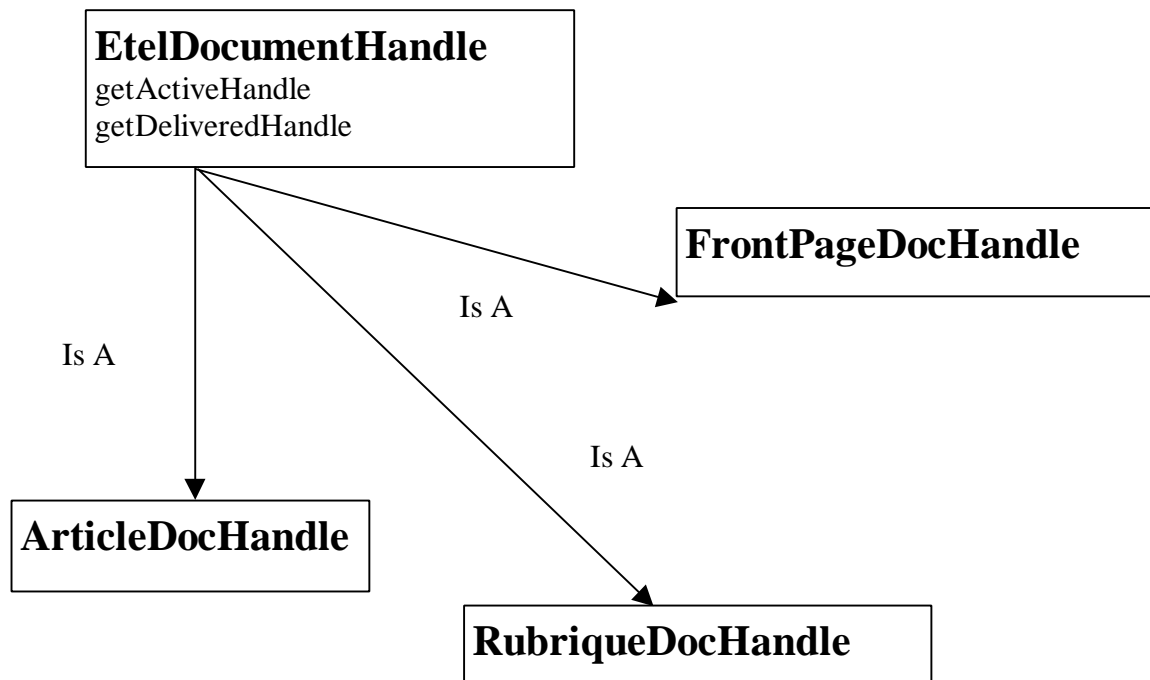 EtelDocumentHandle
getActiveHandle
getDeliveredHandle
FrontPageDocHandle
Is A
Is A
Is A
ArticleDocHandle
RubriqueDocHandle